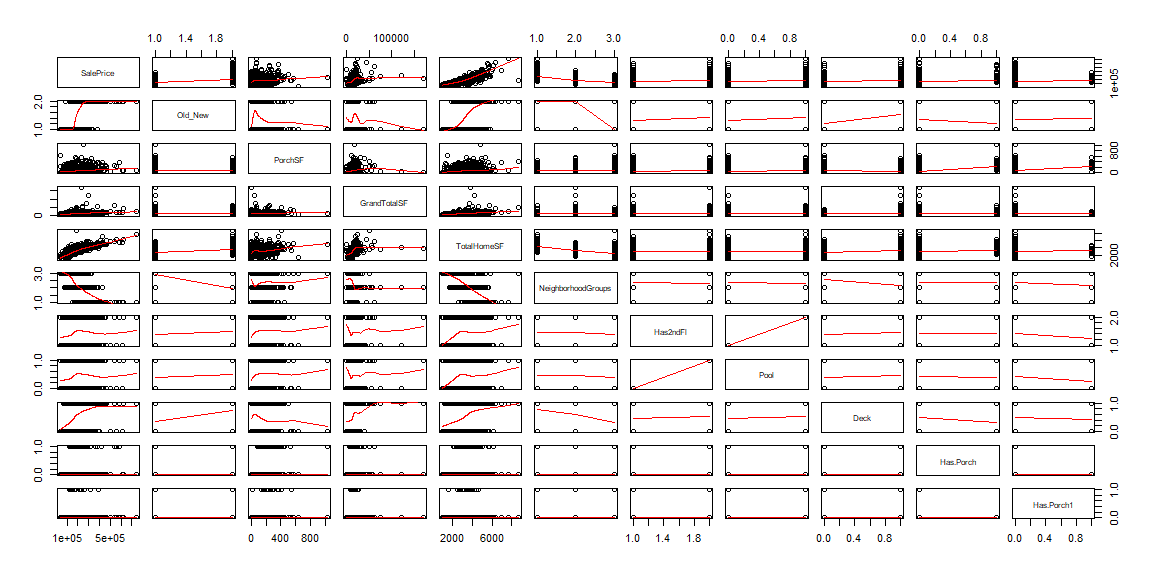 1.0 1.4 1.8 0 100000 1.0 2.0 3.0 0.0 0.4 0.8 0.0 0.4 0.8
SalePrice
1e+05
1.0 2.0
Old_New
PorchSF
0 800
0
GrandTotalSF
TotalHomeSF
2000
1.0 3.0
NeighborhoodGroups
Has2ndFl
1.0 2.0
0.0 1.0
Pool
Deck
0.0 1.0
0.0 1.0
Has.Porch
Has.Porch1
0.0 1.0
1e+05 5e+05 0 400 800 2000 6000 1.0 1.4 1.8 0.0 0.4 0.8 0.0 0.4 0.8